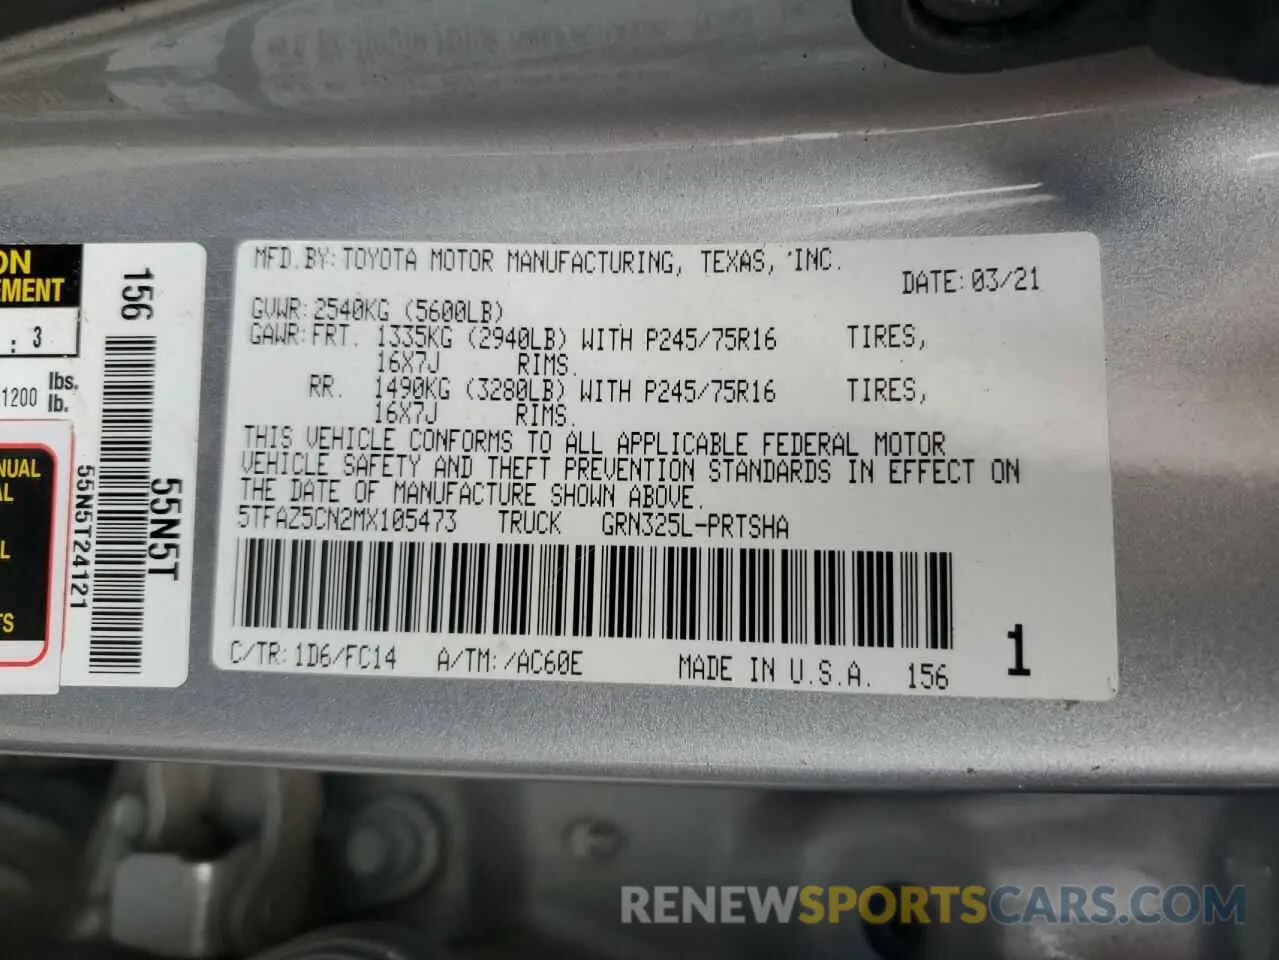 ON
EMENT
: 3
1200 lbs.
lb.
NUAL
AL
L
TS
156
55N5T
55N5T24121
MFD. BY: TOYOTA MOTOR MANUFACTURING, TEXAS, INC.
DATE: 03/21
GVWR: 2540KG (5600LB)
GAWR: FRT. 1335KG (2940LB) WITH P245/75R16 TIRES,
16X7J RIMS.
RR. 1490KG (3280LB) WITH P245/75R16 TIRES,
16X7J RIMS.
THIS VEHICLE CONFORMS TO ALL APPLICABLE FEDERAL MOTOR
VEHICLE SAFETY AND THEFT PREVENTION STANDARDS IN EFFECT ON
THE DATE OF MANUFACTURE SHOWN ABOVE.
5TFAZ5CN2MX105473 TRUCK GRN325L-PRTSHA
C/TR: 1D6/FC14 A/TM: /AC60E MADE IN U.S.A. 156
1
RENEWSPORTSCARS.COM